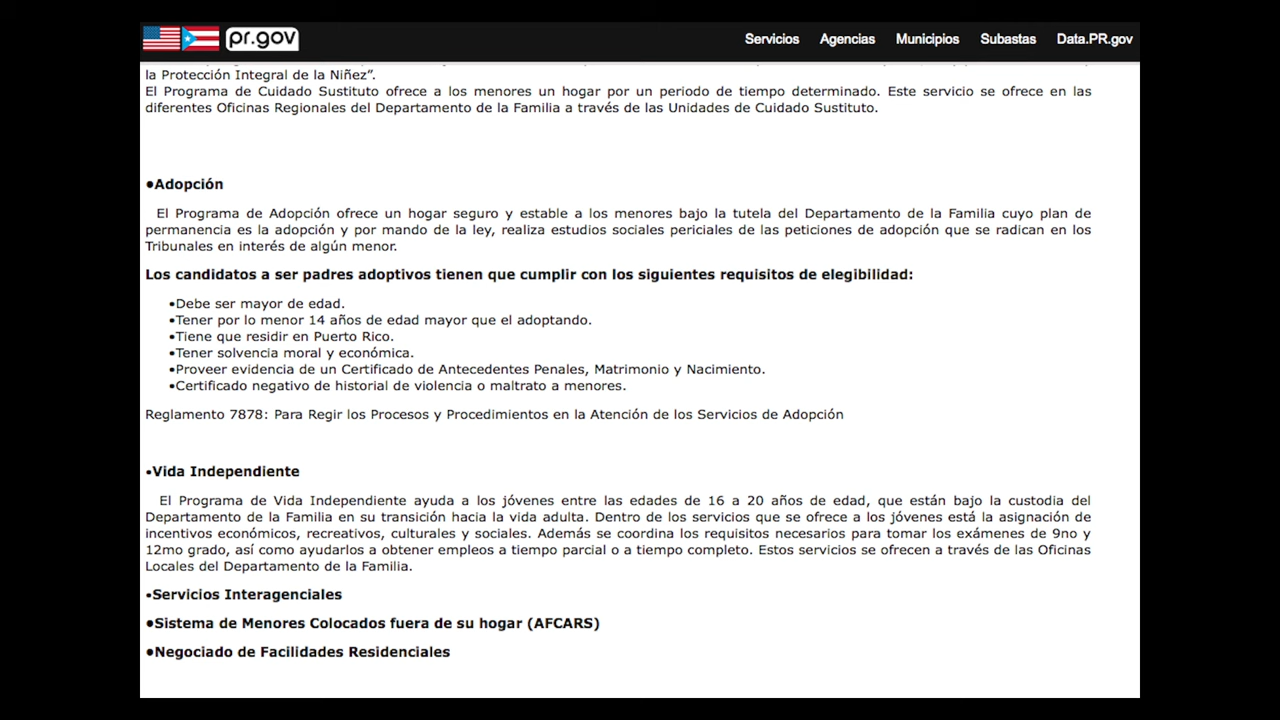 pr.gov
Servicios Agencias Municipios Subastas Data.PR.gov
la Protección Integral de la Niñez”.
El Programa de Cuidado Sustituto ofrece a los menores un hogar por un periodo de tiempo determinado. Este servicio se ofrece en las
diferentes Oficinas Regionales del Departamento de la Familia a través de las Unidades de Cuidado Sustituto.
●Adopción
El Programa de Adopción ofrece un hogar seguro y estable a los menores bajo la tutela del Departamento de la Familia cuyo plan de
permanencia es la adopción y por mando de la ley, realiza estudios sociales periciales de las peticiones de adopción que se radican en los
Tribunales en interés de algún menor.
Los candidatos a ser padres adoptivos tienen que cumplir con los siguientes requisitos de elegibilidad:
•Debe ser mayor de edad.
•Tener por lo menor 14 años de edad mayor que el adoptando.
•Tiene que residir en Puerto Rico.
•Tener solvencia moral y económica.
•Proveer evidencia de un Certificado de Antecedentes Penales, Matrimonio y Nacimiento.
•Certificado negativo de historial de violencia o maltrato a menores.
Reglamento 7878: Para Regir los Procesos y Procedimientos en la Atención de los Servicios de Adopción
•Vida Independiente
El Programa de Vida Independiente ayuda a los jóvenes entre las edades de 16 a 20 años de edad, que están bajo la custodia del
Departamento de la Familia en su transición hacia la vida adulta. Dentro de los servicios que se ofrece a los jóvenes está la asignación de
incentivos económicos, recreativos, culturales y sociales. Además se coordina los requisitos necesarios para tomar los exámenes de 9no y
12mo grado, así como ayudarlos a obtener empleos a tiempo parcial o a tiempo completo. Estos servicios se ofrecen a través de las Oficinas
Locales del Departamento de la Familia.
•Servicios Interagenciales
●Sistema de Menores Colocados fuera de su hogar (AFCARS)
●Negociado de Facilidades Residenciales